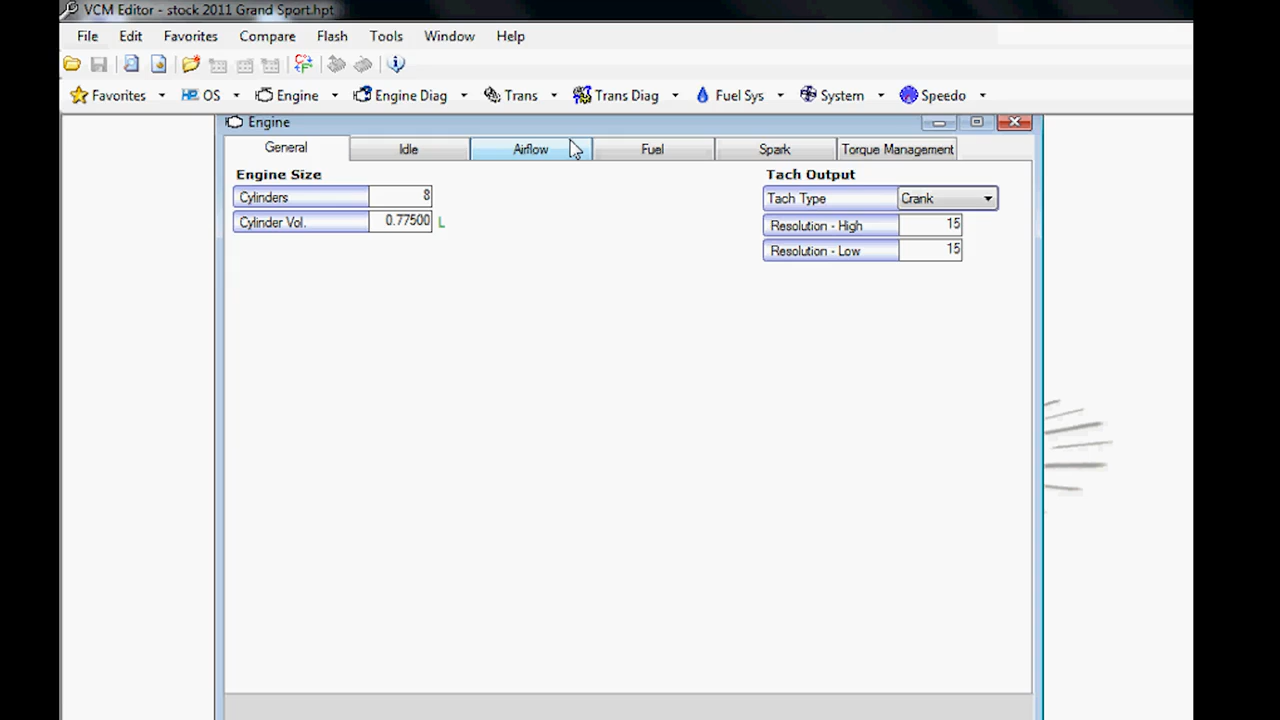 VCM Editor - stock 2011 Grand Sport.hpt
File Edit Favorites Compare Flash Tools Window Help
Favorites OS Engine Engine Diag Trans Trans Diag Fuel Sys System Speedo
Engine
General Idle Airflow Fuel Spark Torque Management
Engine Size Tach Output
Cylinders 8 Tach Type Crank
Cylinder Vol. 0.77500 L Resolution - High 15
Resolution - Low 15